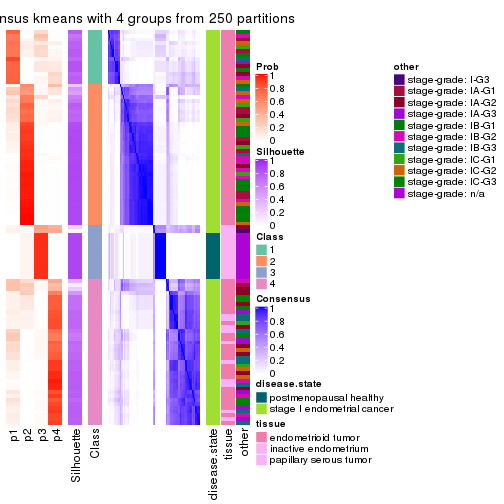 nsus kmeans with 4 groups from 250 partitions
Prob
1
0.8
0.6
0.4
0.2
0
Silhouette
1
0.8
0.6
0.4
0.2
0
Class
1
2
3
4
Consensus
1
0.8
0.6
0.4
0.2
0
disease.state
postmenopausal healthy
stage I endometrial cancer
tissue
endometrioid tumor
inactive endometrium
papillary serous tumor
other
stage-grade: I-G3
stage-grade: IA-G1
stage-grade: IA-G2
stage-grade: IA-G3
stage-grade: IB-G1
stage-grade: IB-G2
stage-grade: IB-G3
stage-grade: IC-G1
stage-grade: IC-G2
stage-grade: IC-G3
stage-grade: n/a
p1
p2
p3
p4
Silhouette
Class
disease.state
tissue
other